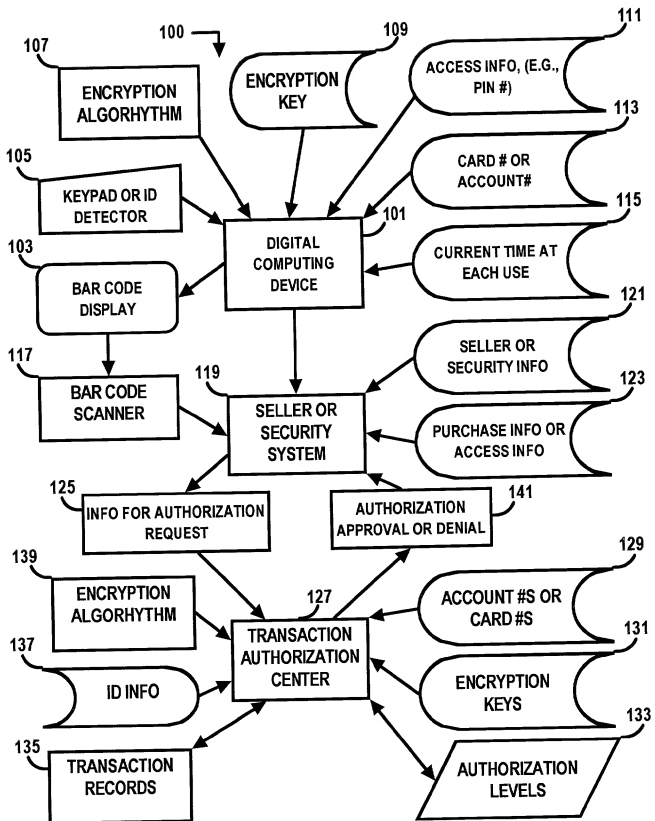 100
107
ENCRYPTION
ALGORHYTHM
109
ENCRYPTION
KEY
111
ACCESS INFO, (E.G.,
PIN #)
105
KEYPAD OR ID
DETECTOR
113
CARD # OR
ACCOUNT#
101
DIGITAL
COMPUTING
DEVICE
115
CURRENT TIME AT
EACH USE
103
BAR CODE
DISPLAY
121
SELLER OR
SECURITY INFO
117
BAR CODE
SCANNER
119
SELLER OR
SECURITY
SYSTEM
123
PURCHASE INFO OR
ACCESS INFO
125
INFO FOR AUTHORIZATION
REQUEST
141
AUTHORIZATION
APPROVAL OR DENIAL
139
ENCRYPTION
ALGORHYTHM
127
TRANSACTION
AUTHORIZATION
CENTER
129
ACCOUNT #S OR
CARD #S
137
ID INFO
131
ENCRYPTION
KEYS
135
TRANSACTION
RECORDS
133
AUTHORIZATION
LEVELS